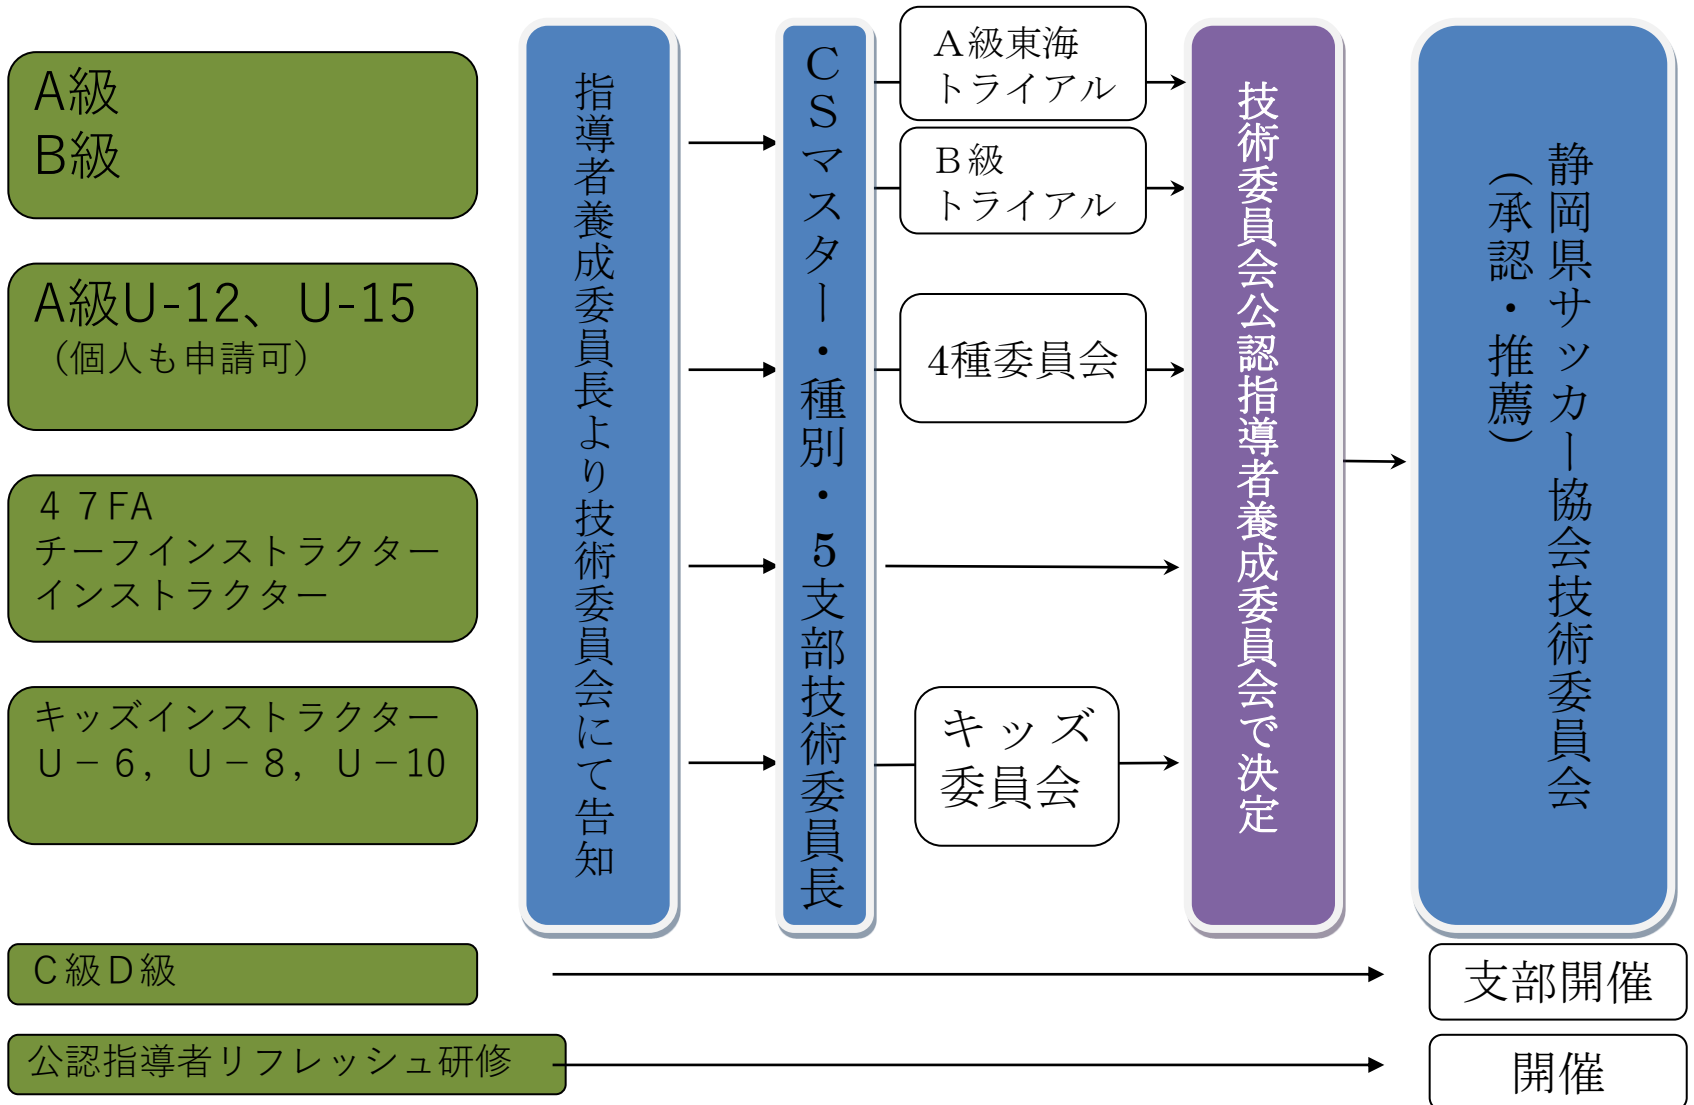 A級
B級
A級U-12、U-15
（個人も申請可）
４７FA
チーフインストラクター
インストラクター
キッズインストラクター
U－6，U－8，U－10
C級D級
公認指導者リフレッシュ研修
指導者養成委員長より技術委員会にて告知
CSマスター・種別・5支部技術委員長
A級東海
トライアル
B級
トライアル
4種委員会
キッズ
委員会
技術委員会公認指導者養成委員会で決定
静岡県サッカー協会技術委員会
（承認・推薦）
支部開催
開催